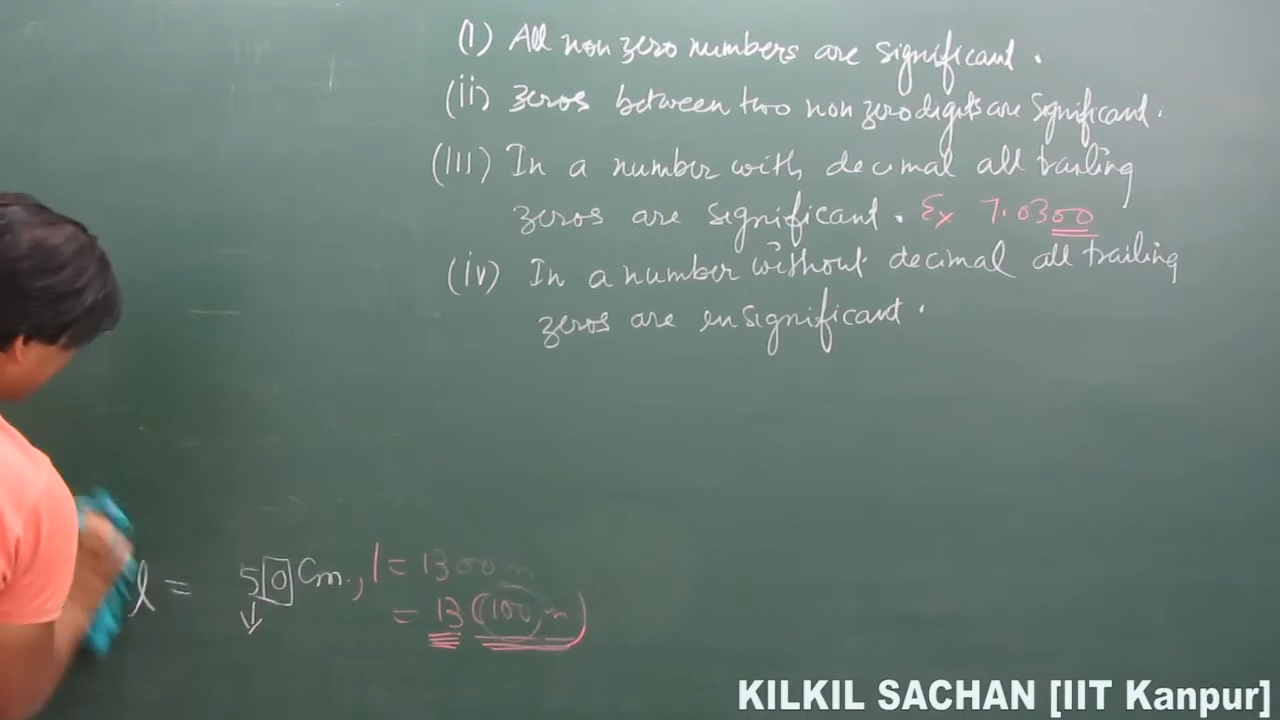 (I) All non zero numbers are significant.
(ii) zeros between two non zero digits are significant.
(III) In a number with decimal all trailing
zeros are significant. Ex 7.0300
(iv) In a number without decimal all trailing
zeros are ensignificant.
l = 50 Cm, l = 1300 m
= 13 (100 m)
KILKIL SACHAN [IIT Kanpur]